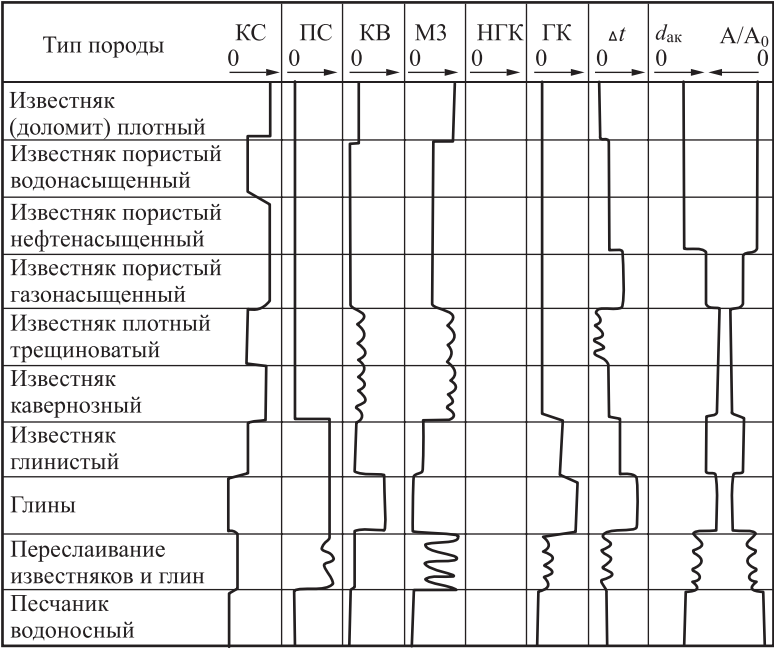 Тип породы КС ПС КВ МЗ НГК ГК Δt dак А/А0
0 0 0 0 0 0 0 0 0
Известняк
(доломит) плотный
Известняк пористый
водонасыщенный
Известняк пористый
нефтенасыщенный
Известняк пористый
газонасыщенный
Известняк плотный
трещиноватый
Известняк
кавернозный
Известняк
глинистый
Глины
Переслаивание
известняков и глин
Песчаник
водоносный